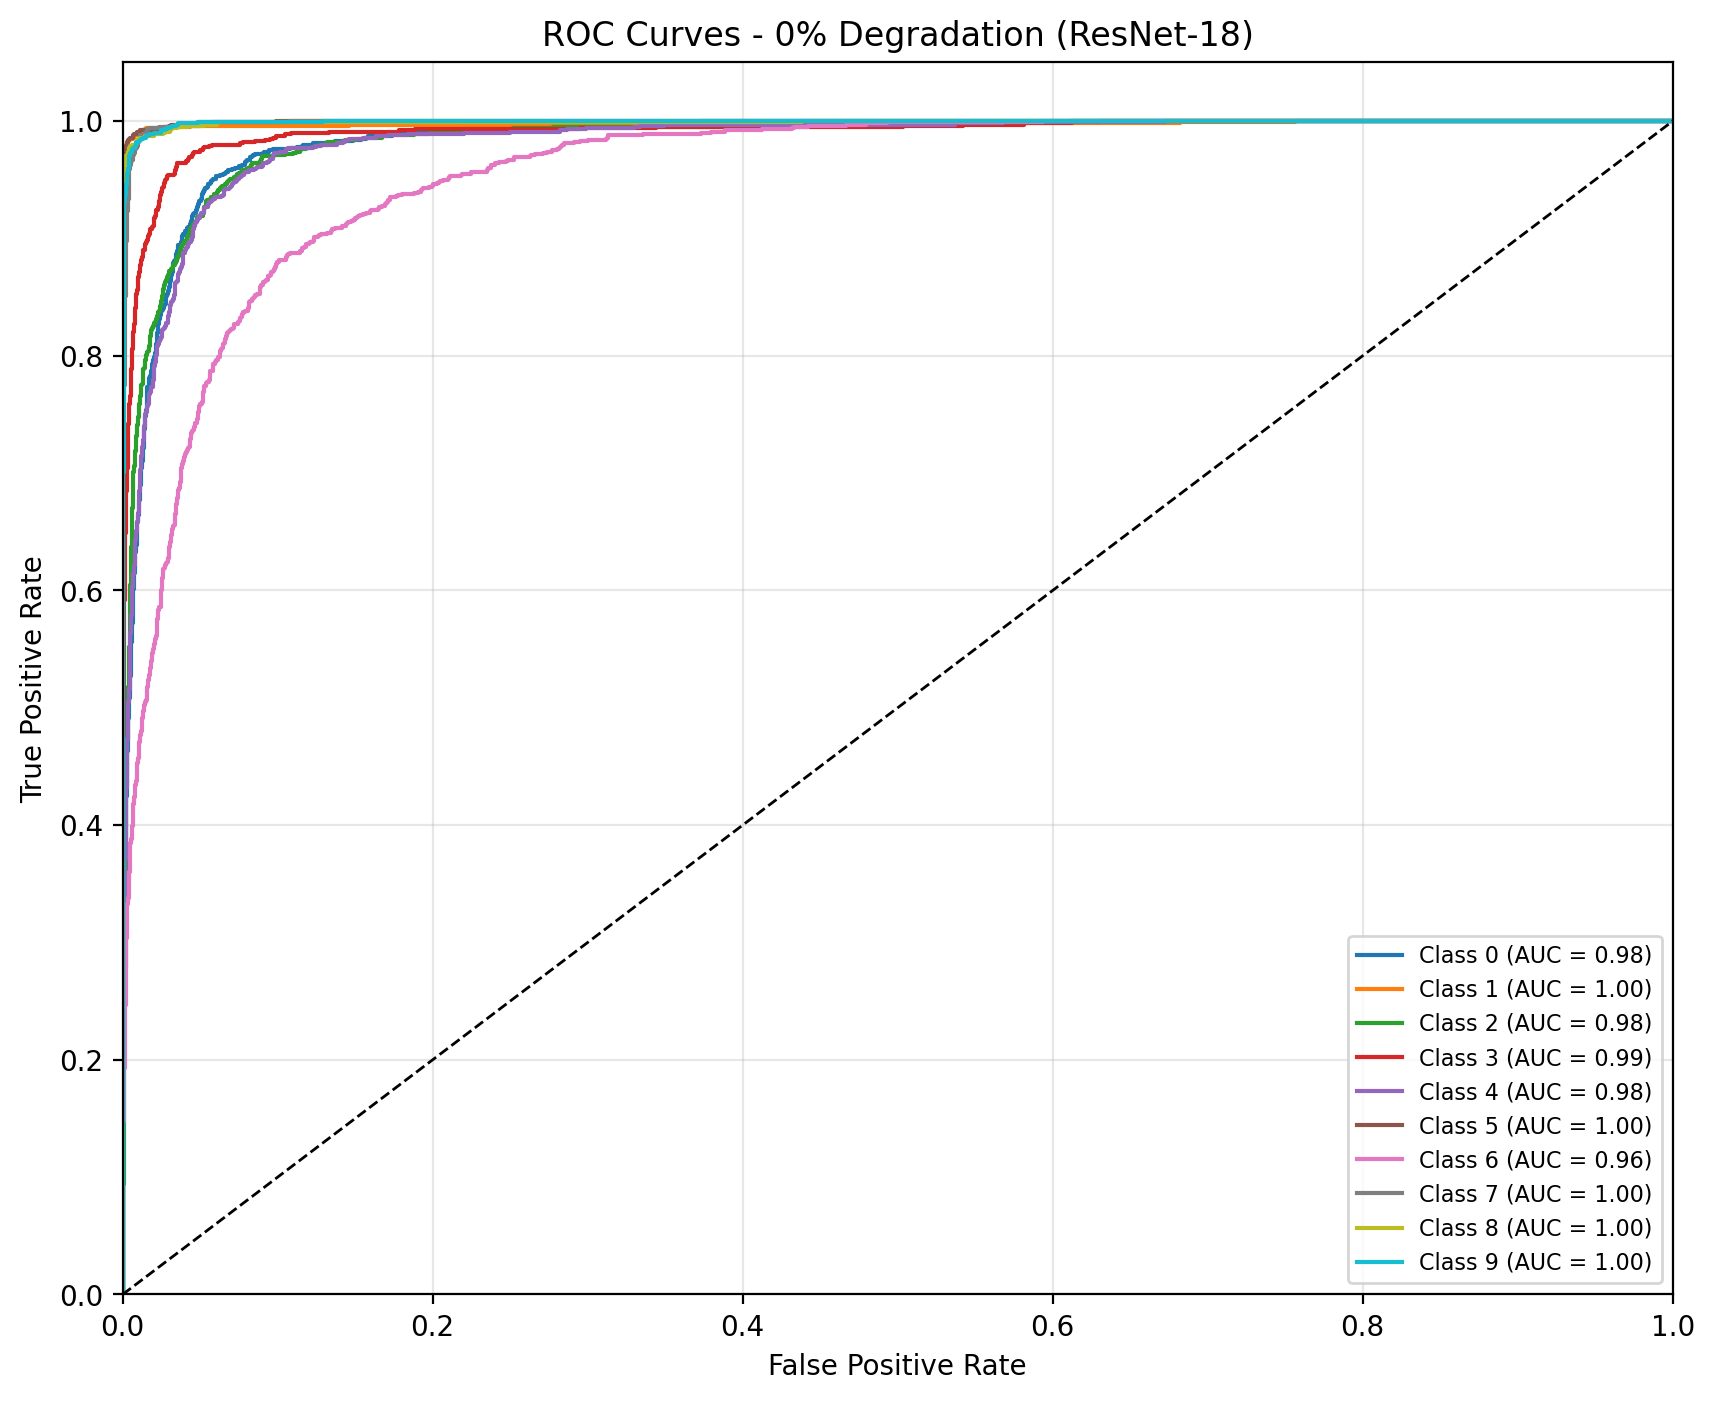 ROC Curves - 0% Degradation (ResNet-18)
True Positive Rate
1.0
0.8
0.6
0.4
0.2
0.0
0.0 0.2 0.4 0.6 0.8 1.0
False Positive Rate
Class 0 (AUC = 0.98)
Class 1 (AUC = 1.00)
Class 2 (AUC = 0.98)
Class 3 (AUC = 0.99)
Class 4 (AUC = 0.98)
Class 5 (AUC = 1.00)
Class 6 (AUC = 0.96)
Class 7 (AUC = 1.00)
Class 8 (AUC = 1.00)
Class 9 (AUC = 1.00)